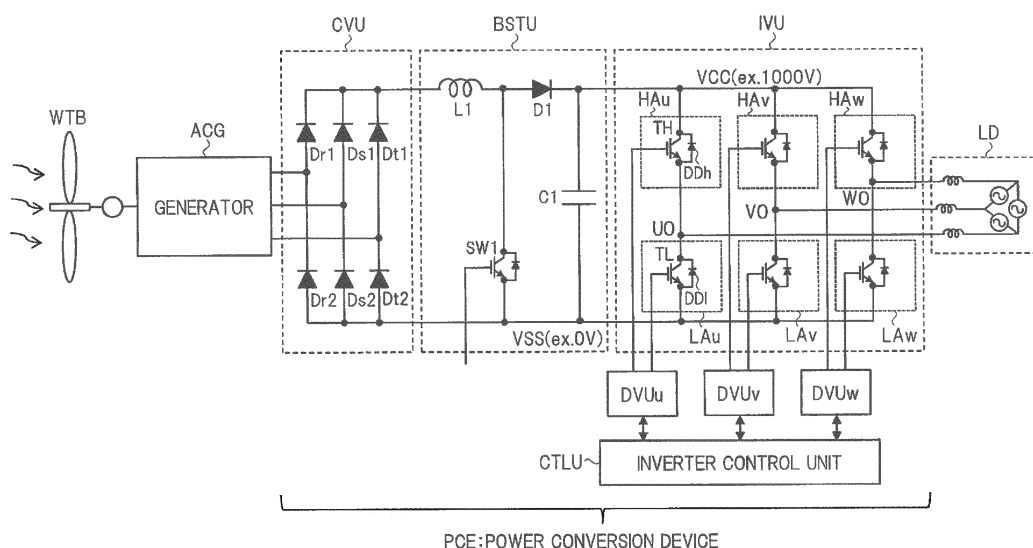 CVU
BSTU
IVU
WTB
ACG
GENERATOR
Dr1
Ds1
Dt1
Dr2
Ds2
Dt2
L1
D1
C1
SW1
VSS(ex.0V)
VCC(ex.1000V)
HAu
HAv
HAw
TH
DDh
UO
VO
WO
TL
DDl
LAu
LAv
LAw
LD
DVUu
DVUv
DVUw
CTLU
INVERTER CONTROL UNIT
PCE:POWER CONVERSION DEVICE